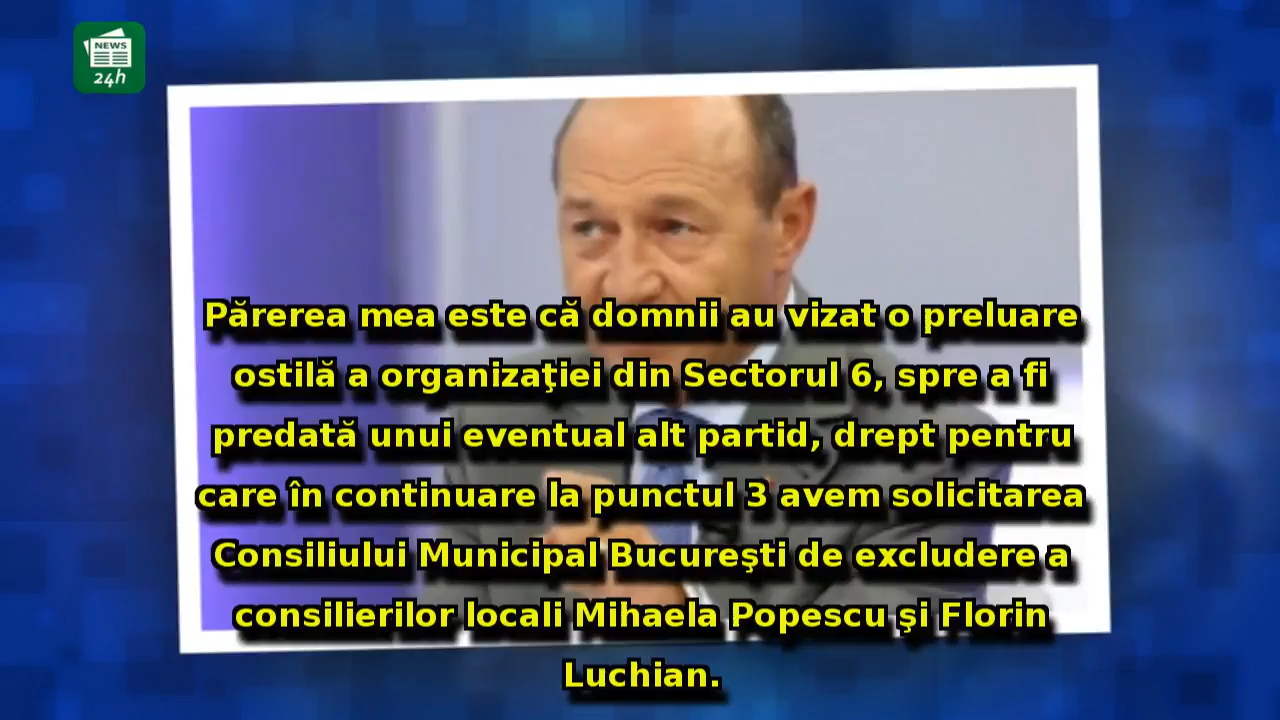 NEWS
24h
Părerea mea este că domnii au vizat o preluare
ostilă a organizaţiei din Sectorul 6, spre a fi
predată unui eventual alt partid, drept pentru
care în continuare la punctul 3 avem solicitarea
Consiliului Municipal Bucureşti de excludere a
consilierilor locali Mihaela Popescu şi Florin
Luchian.